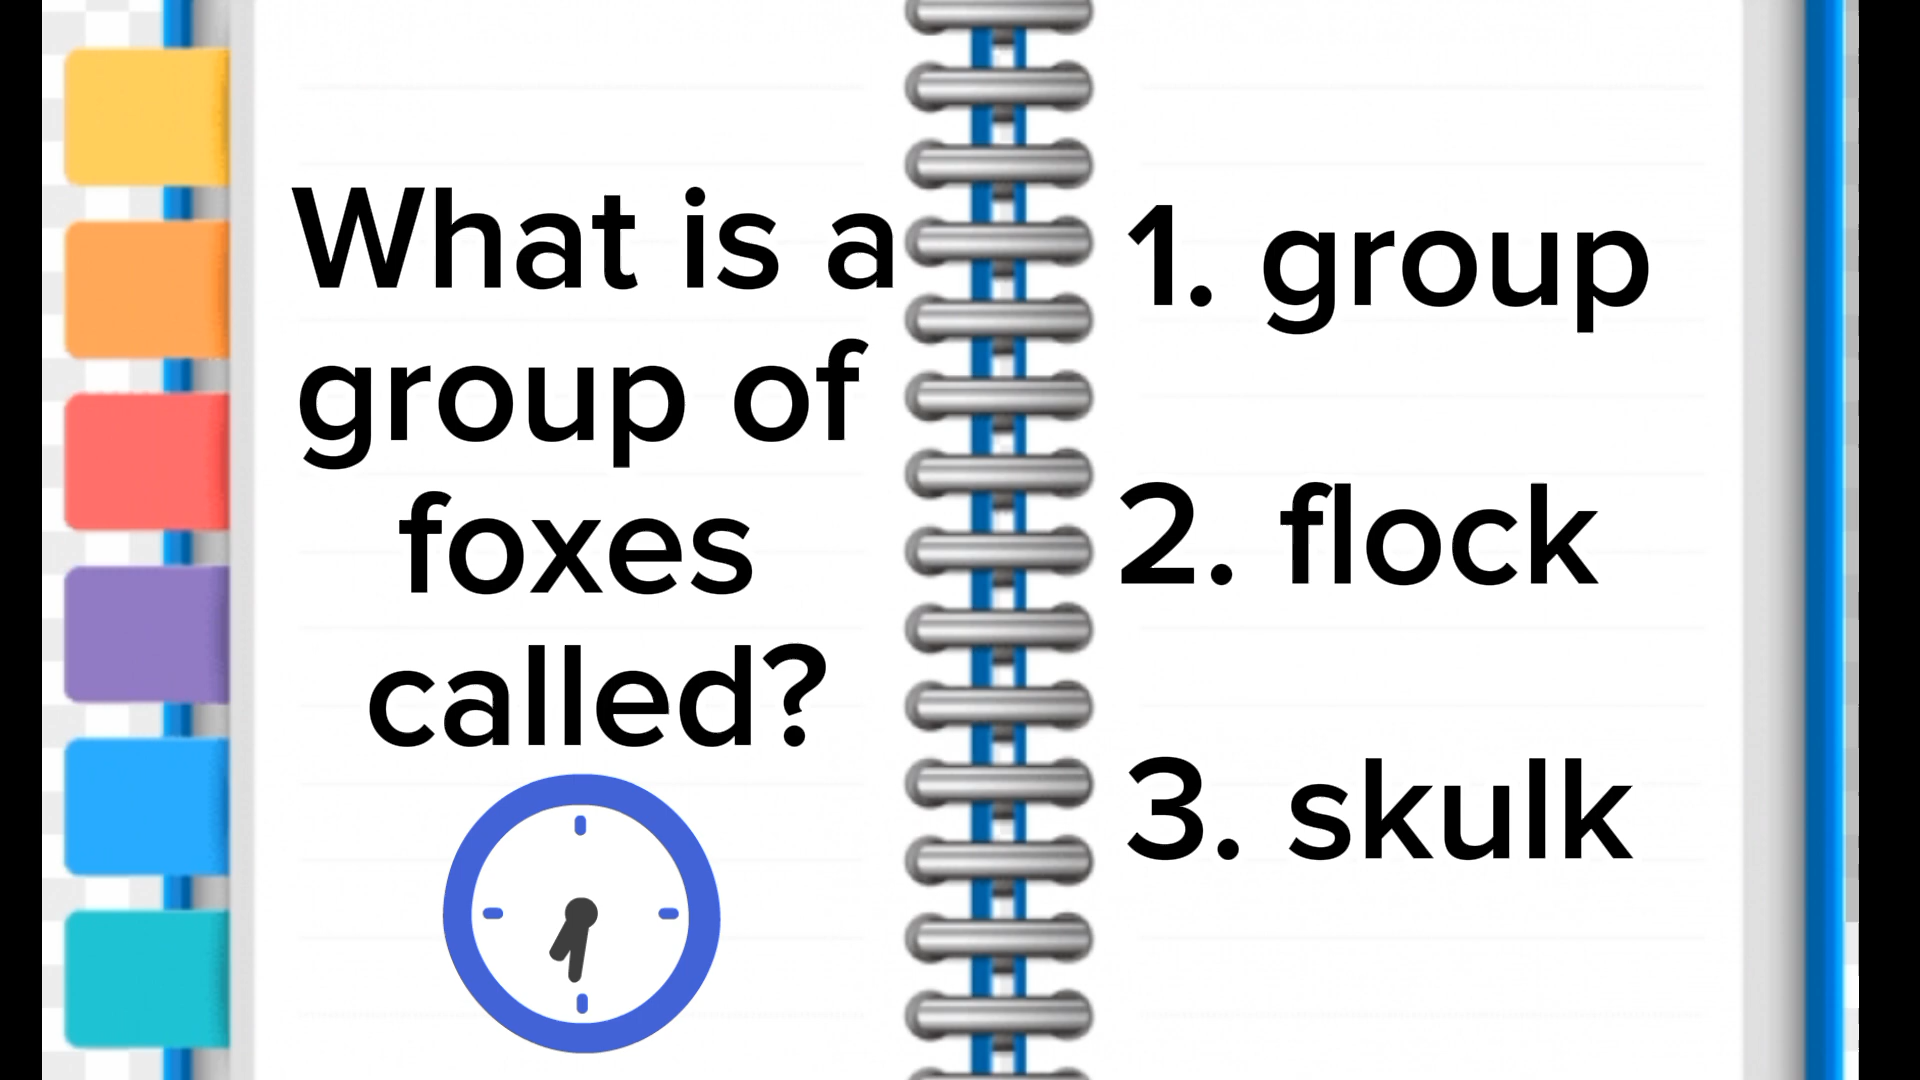 What is a
group of
foxes
called?
1. group
2. flock
3. skulk